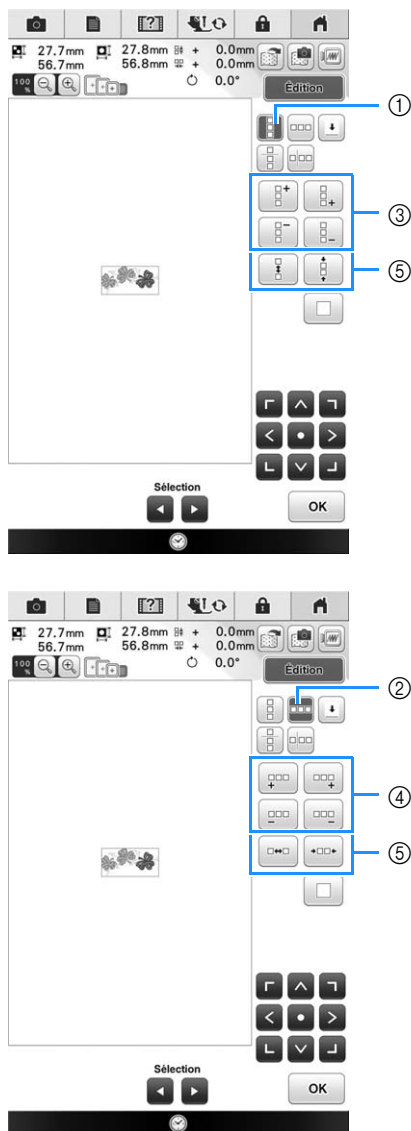 27.7mm 27.8mm + 0.0mm
56.7mm 56.8mm + 0.0mm
100 % 0.0°
Édition
①
③
⑤
Sélection
OK
27.7mm 27.8mm + 0.0mm
56.7mm 56.8mm + 0.0mm
100 % 0.0°
Édition
②
④
⑤
Sélection
OK